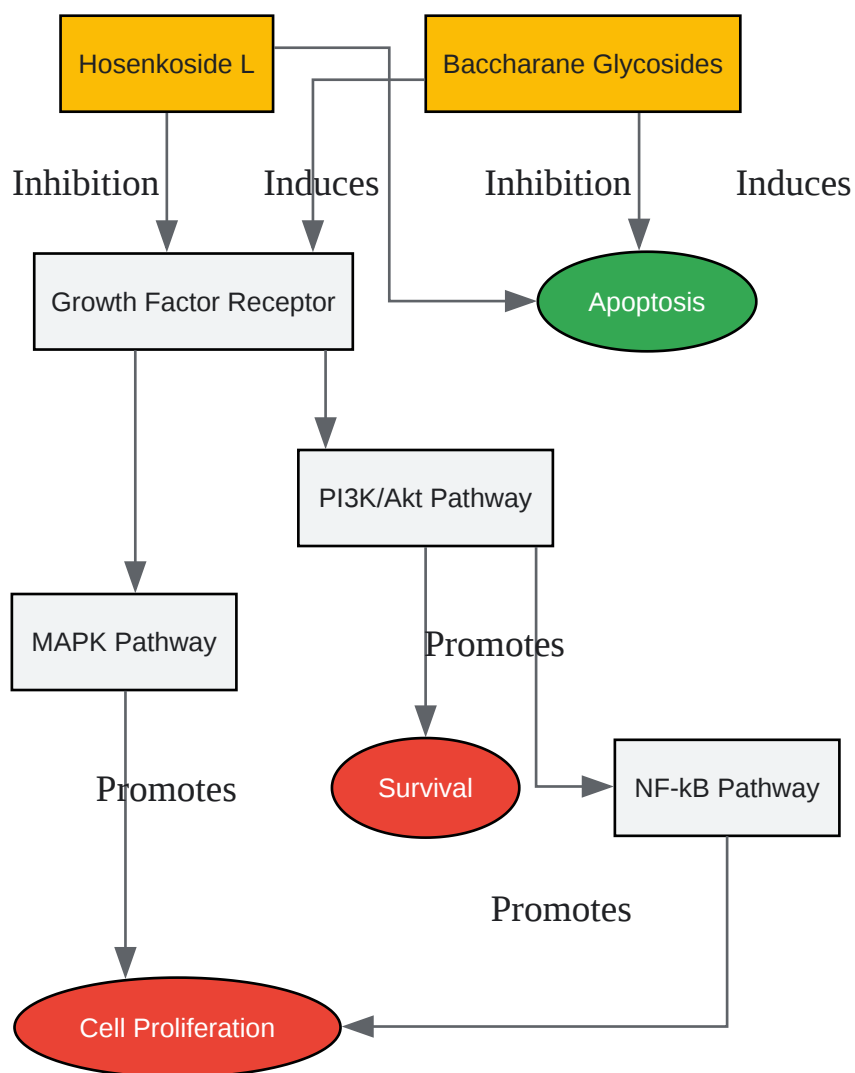 Hosenkoside L
Baccharane Glycosides
Inhibition
Induces
Inhibition
Induces
Growth Factor Receptor
Apoptosis
PI3K/Akt Pathway
MAPK Pathway
Promotes
Promotes
Survival
NF-kB Pathway
Promotes
Cell Proliferation